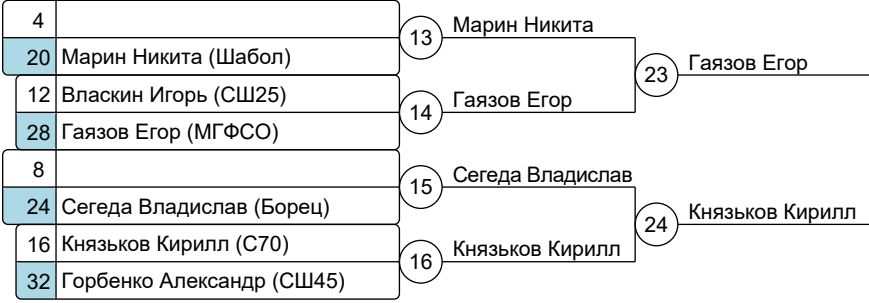 4
20 Марин Никита (Шабол)
13 Марин Никита
12 Власкин Игорь (СШ25)
28 Гаязов Егор (МГФСО)
14 Гаязов Егор
23 Гаязов Егор
8
24 Сегеда Владислав (Борец)
15 Сегеда Владислав
16 Князьков Кирилл (С70)
32 Горбенко Александр (СШ45)
16 Князьков Кирилл
24 Князьков Кирилл